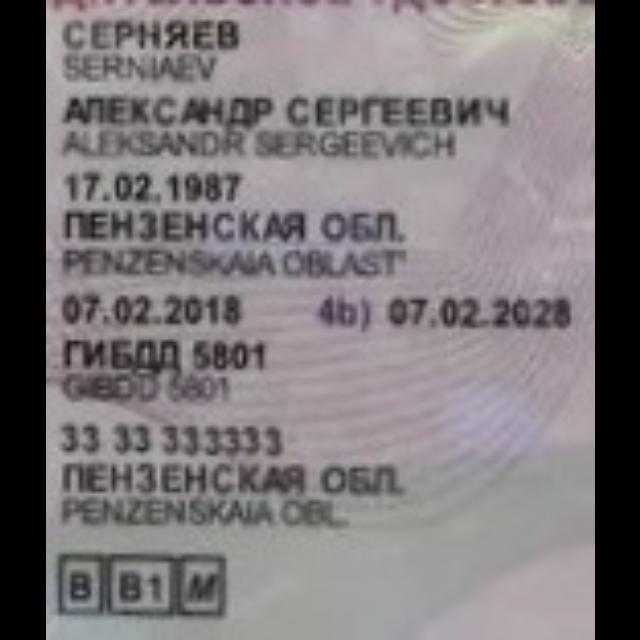 СЕРНЯЕВ
SERNIAEV
АЛЕКСАНДР СЕРГЕЕВИЧ
ALEKSANDR SERGEEVICH
17.02.1987
ПЕНЗЕНСКАЯ ОБЛ.
PENZENSKAIA OBLAST'
07.02.2018 4b) 07.02.2028
ГИБДД 5801
GIBDD 5801
33 33 333333
ПЕНЗЕНСКАЯ ОБЛ.
PENZENSKAIA OBL.
B B1 M